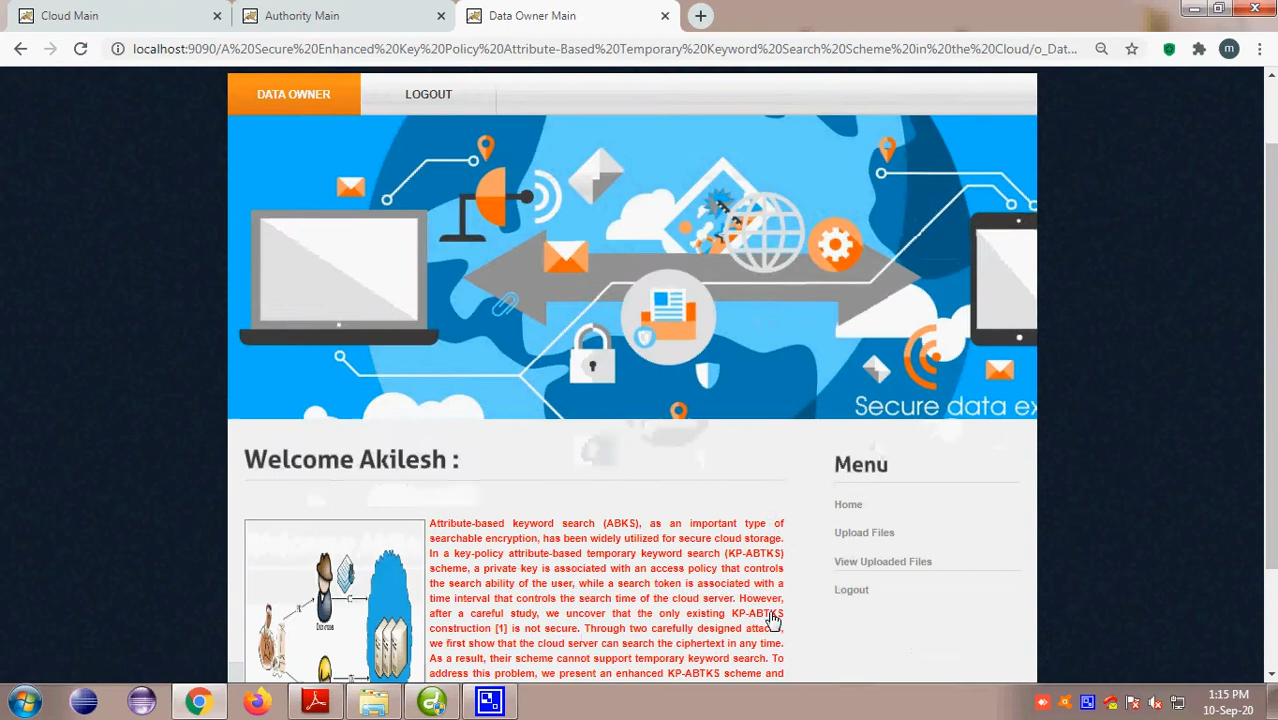 Cloud Main
Authority Main
Data Owner Main
localhost:9090/A%20Secure%20Enhanced%20Key%20Policy%20Attribute-Based%20Temporary%20Keyword%20Search%20Scheme%20in%20the%20Cloud/o_Dat...
m
DATA OWNER
LOGOUT
Secure data ex
Welcome Akilesh :
Attribute-based keyword search (ABKS), as an important type of
searchable encryption, has been widely utilized for secure cloud storage.
In a key-policy attribute-based temporary keyword search (KP-ABTKS)
scheme, a private key is associated with an access policy that controls
the search ability of the user, while a search token is associated with a
time interval that controls the search time of the cloud server. However,
after a careful study, we uncover that the only existing KP-ABTKS
construction [1] is not secure. Through two carefully designed attacks,
we first show that the cloud server can search the ciphertext in any time.
As a result, their scheme cannot support temporary keyword search. To
address this problem, we present an enhanced KP-ABTKS scheme and
Menu
Home
Upload Files
View Uploaded Files
Logout
1:15 PM
10-Sep-20